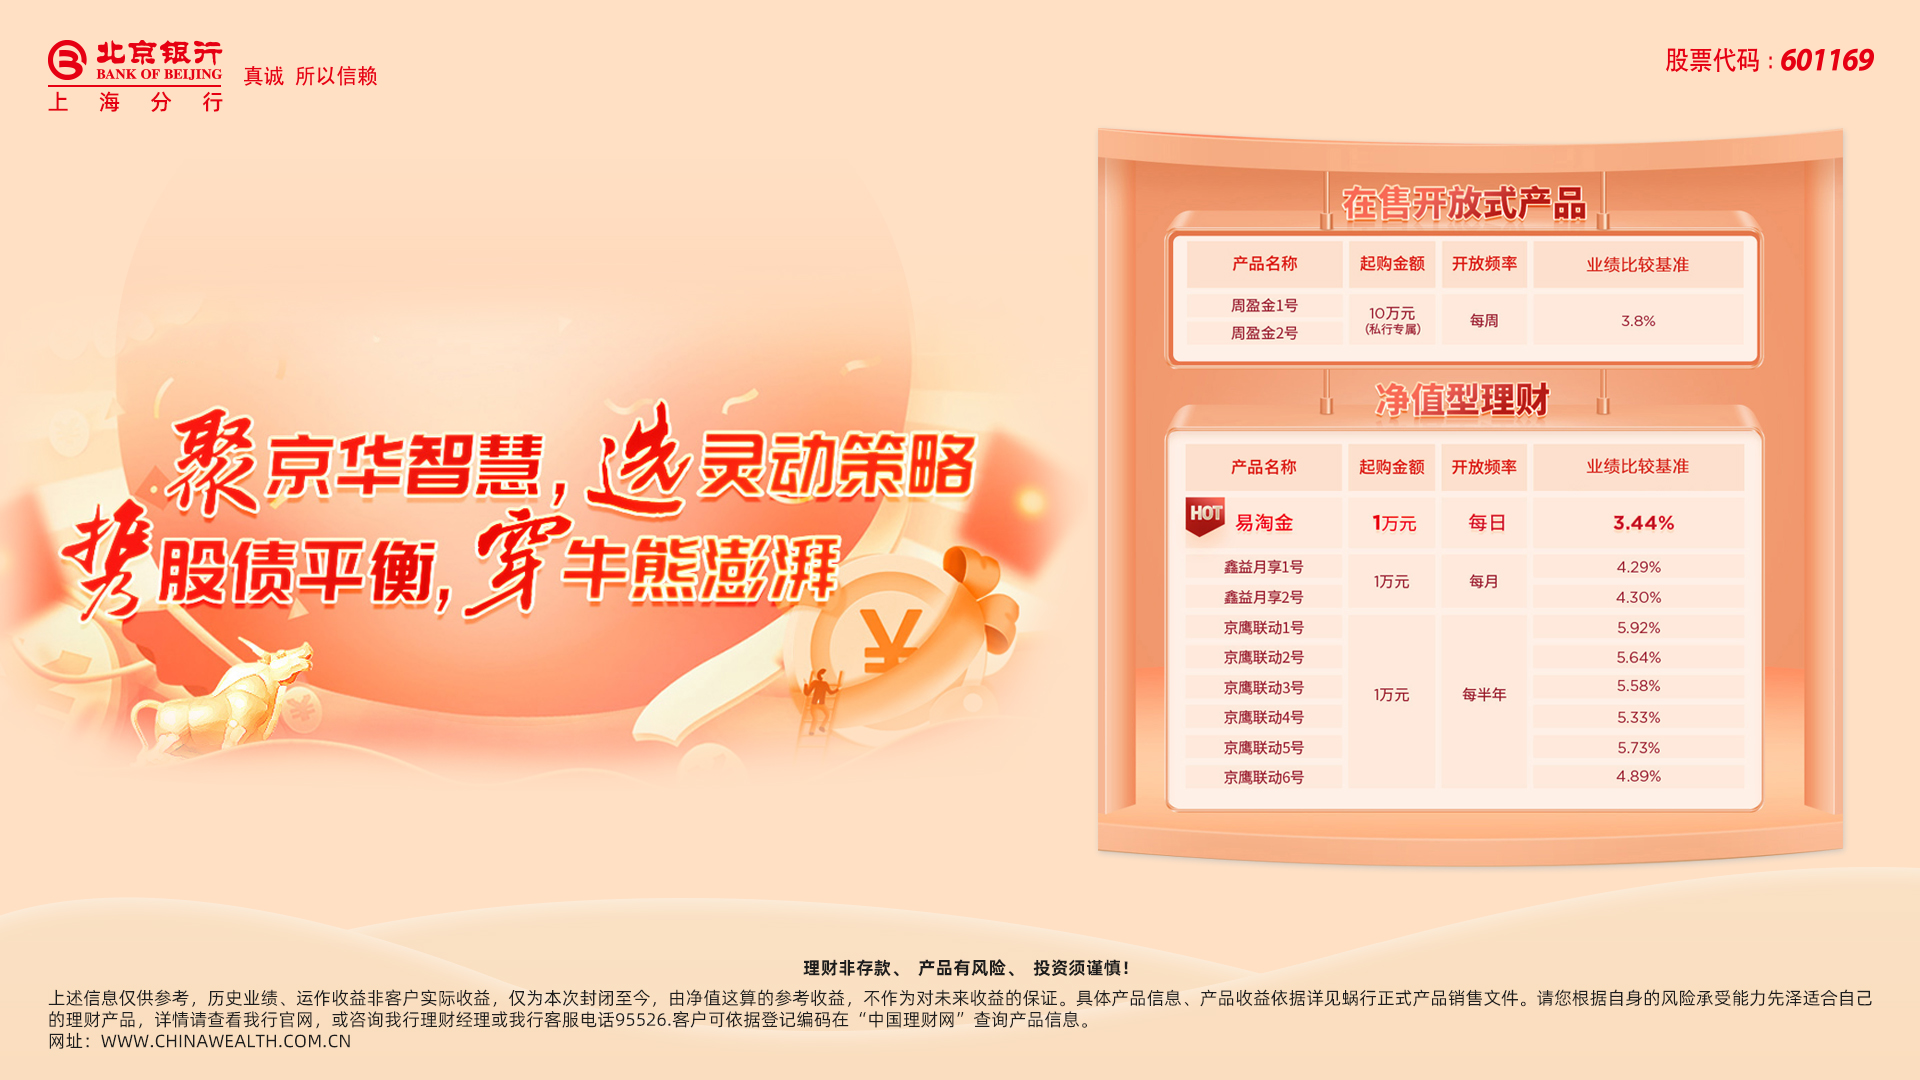 北京银行
BANK OF BEIJING
上海分行
真诚 所以信赖
股票代码：601169
聚京华智慧，选灵动策略
携股债平衡，穿牛熊澎湃
在售开放式产品
产品名称 起购金额 开放频率 业绩比较基准
周盈金1号 10万元 每周 3.8%
周盈金2号 (私行专属)
净值型理财
产品名称 起购金额 开放频率 业绩比较基准
HOT 易淘金 1万元 每日 3.44%
鑫益月享1号 1万元 每月 4.29%
鑫益月享2号 4.30%
京鹰联动1号 1万元 每半年 5.92%
京鹰联动2号 5.64%
京鹰联动3号 5.58%
京鹰联动4号 5.33%
京鹰联动5号 5.73%
京鹰联动6号 4.89%
¥
理财非存款、 产品有风险、 投资须谨慎！
上述信息仅供参考，历史业绩、运作收益非客户实际收益，仅为本次封闭至今，由净值这算的参考收益，不作为对未来收益的保证。具体产品信息、产品收益依据详见蜗行正式产品销售文件。请您根据自身的风险承受能力先泽适合自己
的理财产品，详情请查看我行官网，或咨询我行理财经理或我行客服电话95526.客户可依据登记编码在“中国理财网”查询产品信息。
网址：WWW.CHINAWEALTH.COM.CN